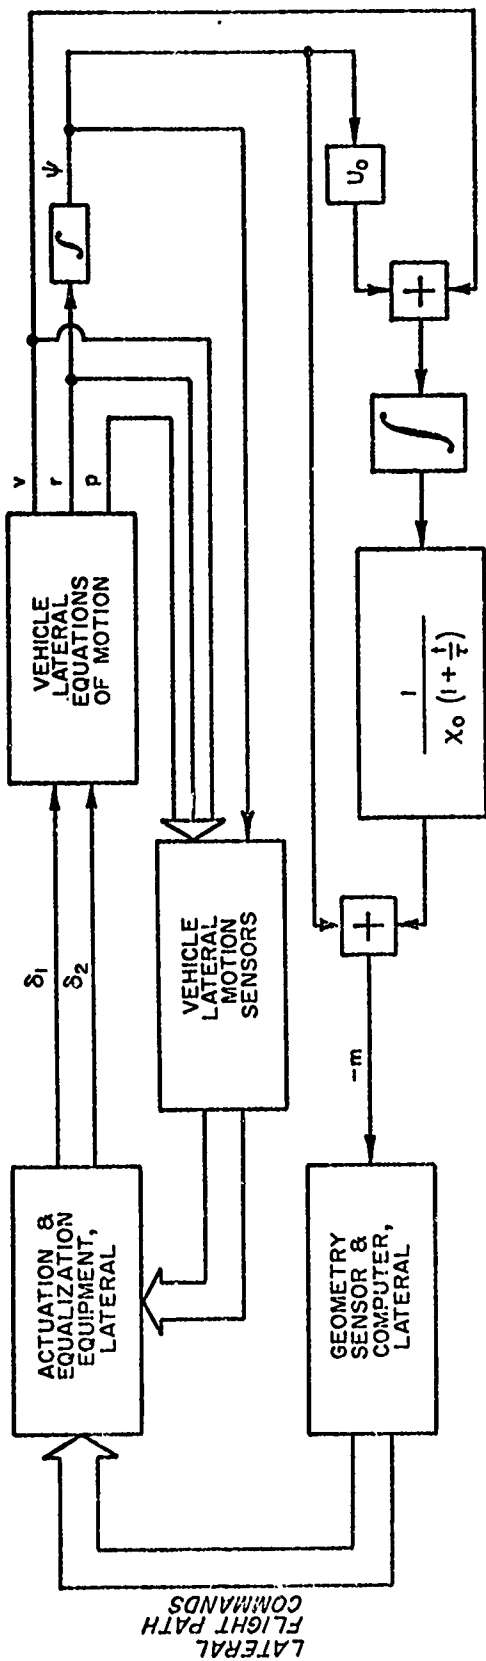 LATERAL
FLIGHT PATH
COMMANDS
ACTUATION &
EQUALIZATION
EQUIPMENT,
LATERAL
δ1
δ2
VEHICLE
LATERAL
EQUATIONS
OF MOTION
v
r
p
∫
ψ
VEHICLE
LATERAL
MOTION
SENSORS
U0
+
∫
1
X0 (1 + t/τ)
+
-m
GEOMETRY
SENSOR &
COMPUTER,
LATERAL